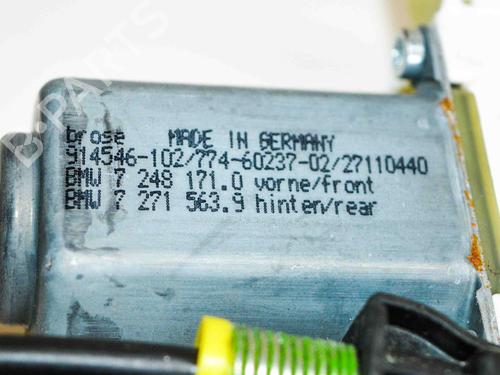 brose MADE IN GERMANY
914546-102/774-60237-02/27110440
BMW 7 248 171.0 vorne/front
BMW 7 271 563.9 hinten/rear
B-PARTS